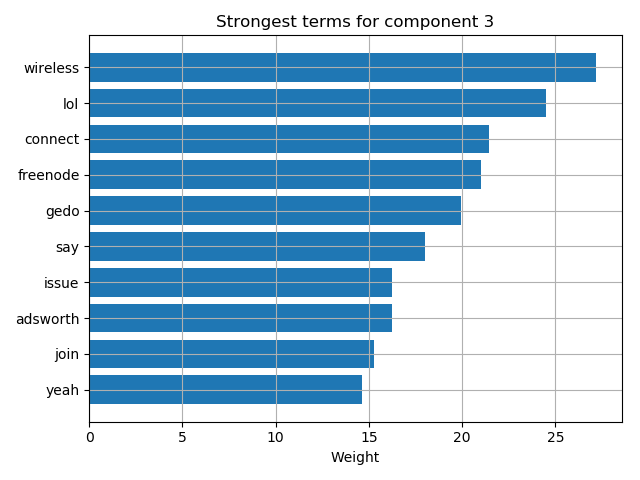 Strongest terms for component 3
wireless
lol
connect
freenode
gedo
say
issue
adsworth
join
yeah
0 5 10 15 20 25
Weight